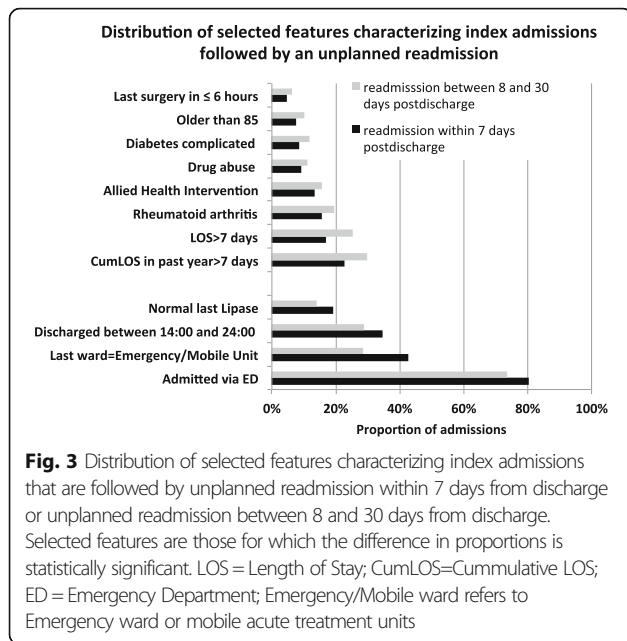 Distribution of selected features characterizing index admissions
followed by an unplanned readmission
readmisssion between 8 and 30
days postdischarge
readmission within 7 days
postdischarge
Last surgery in ≤ 6 hours
Older than 85
Diabetes complicated
Drug abuse
Allied Health Intervention
Rheumatoid arthritis
LOS>7 days
CumLOS in past year>7 days
Normal last Lipase
Discharged between 14:00 and 24:00
Last ward=Emergency/Mobile Unit
Admitted via ED
0% 20% 40% 60% 80% 100%
Proportion of admissions
Fig. 3 Distribution of selected features characterizing index admissions
that are followed by unplanned readmission within 7 days from discharge
or unplanned readmission between 8 and 30 days from discharge.
Selected features are those for which the difference in proportions is
statistically significant. LOS = Length of Stay; CumLOS=Cummulative LOS;
ED = Emergency Department; Emergency/Mobile ward refers to
Emergency ward or mobile acute treatment units